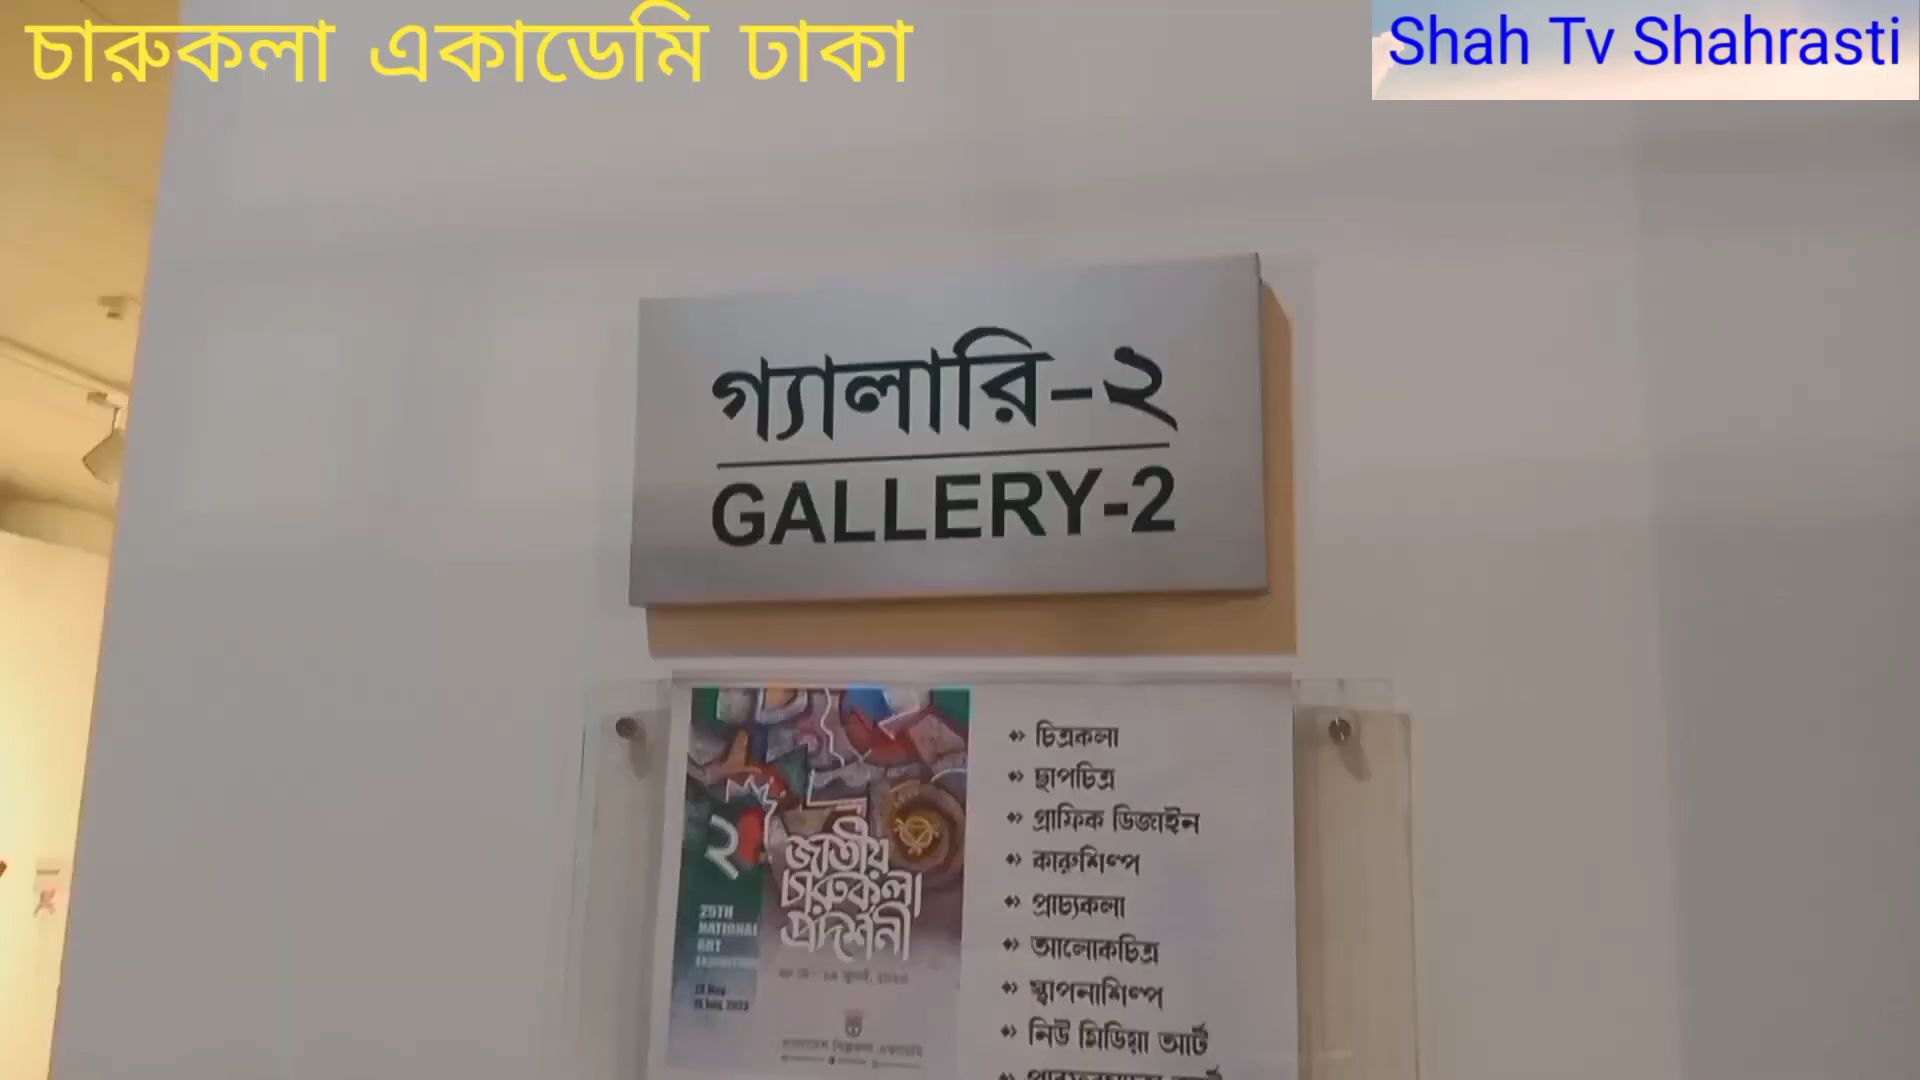 চারুকলা একাডেমি ঢাকা
Shah Tv Shahrasti
গ্যালারি-২
GALLERY-2
২
জাতীয়
চারুকলা
প্রদর্শনী
25TH
NATIONAL
ART
EXHIBITION
চিত্রকলা
ছাপচিত্র
গ্রাফিক ডিজাইন
কারুশিল্প
প্রাচ্যকলা
আলোকচিত্র
স্থাপনাশিল্প
নিউ মিডিয়া আর্ট